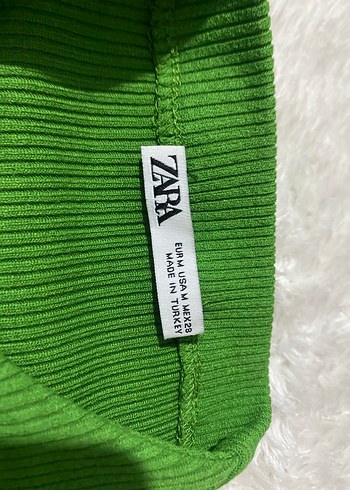 ZARA
EUR M USA M MEX 28
MADE IN TURKEY